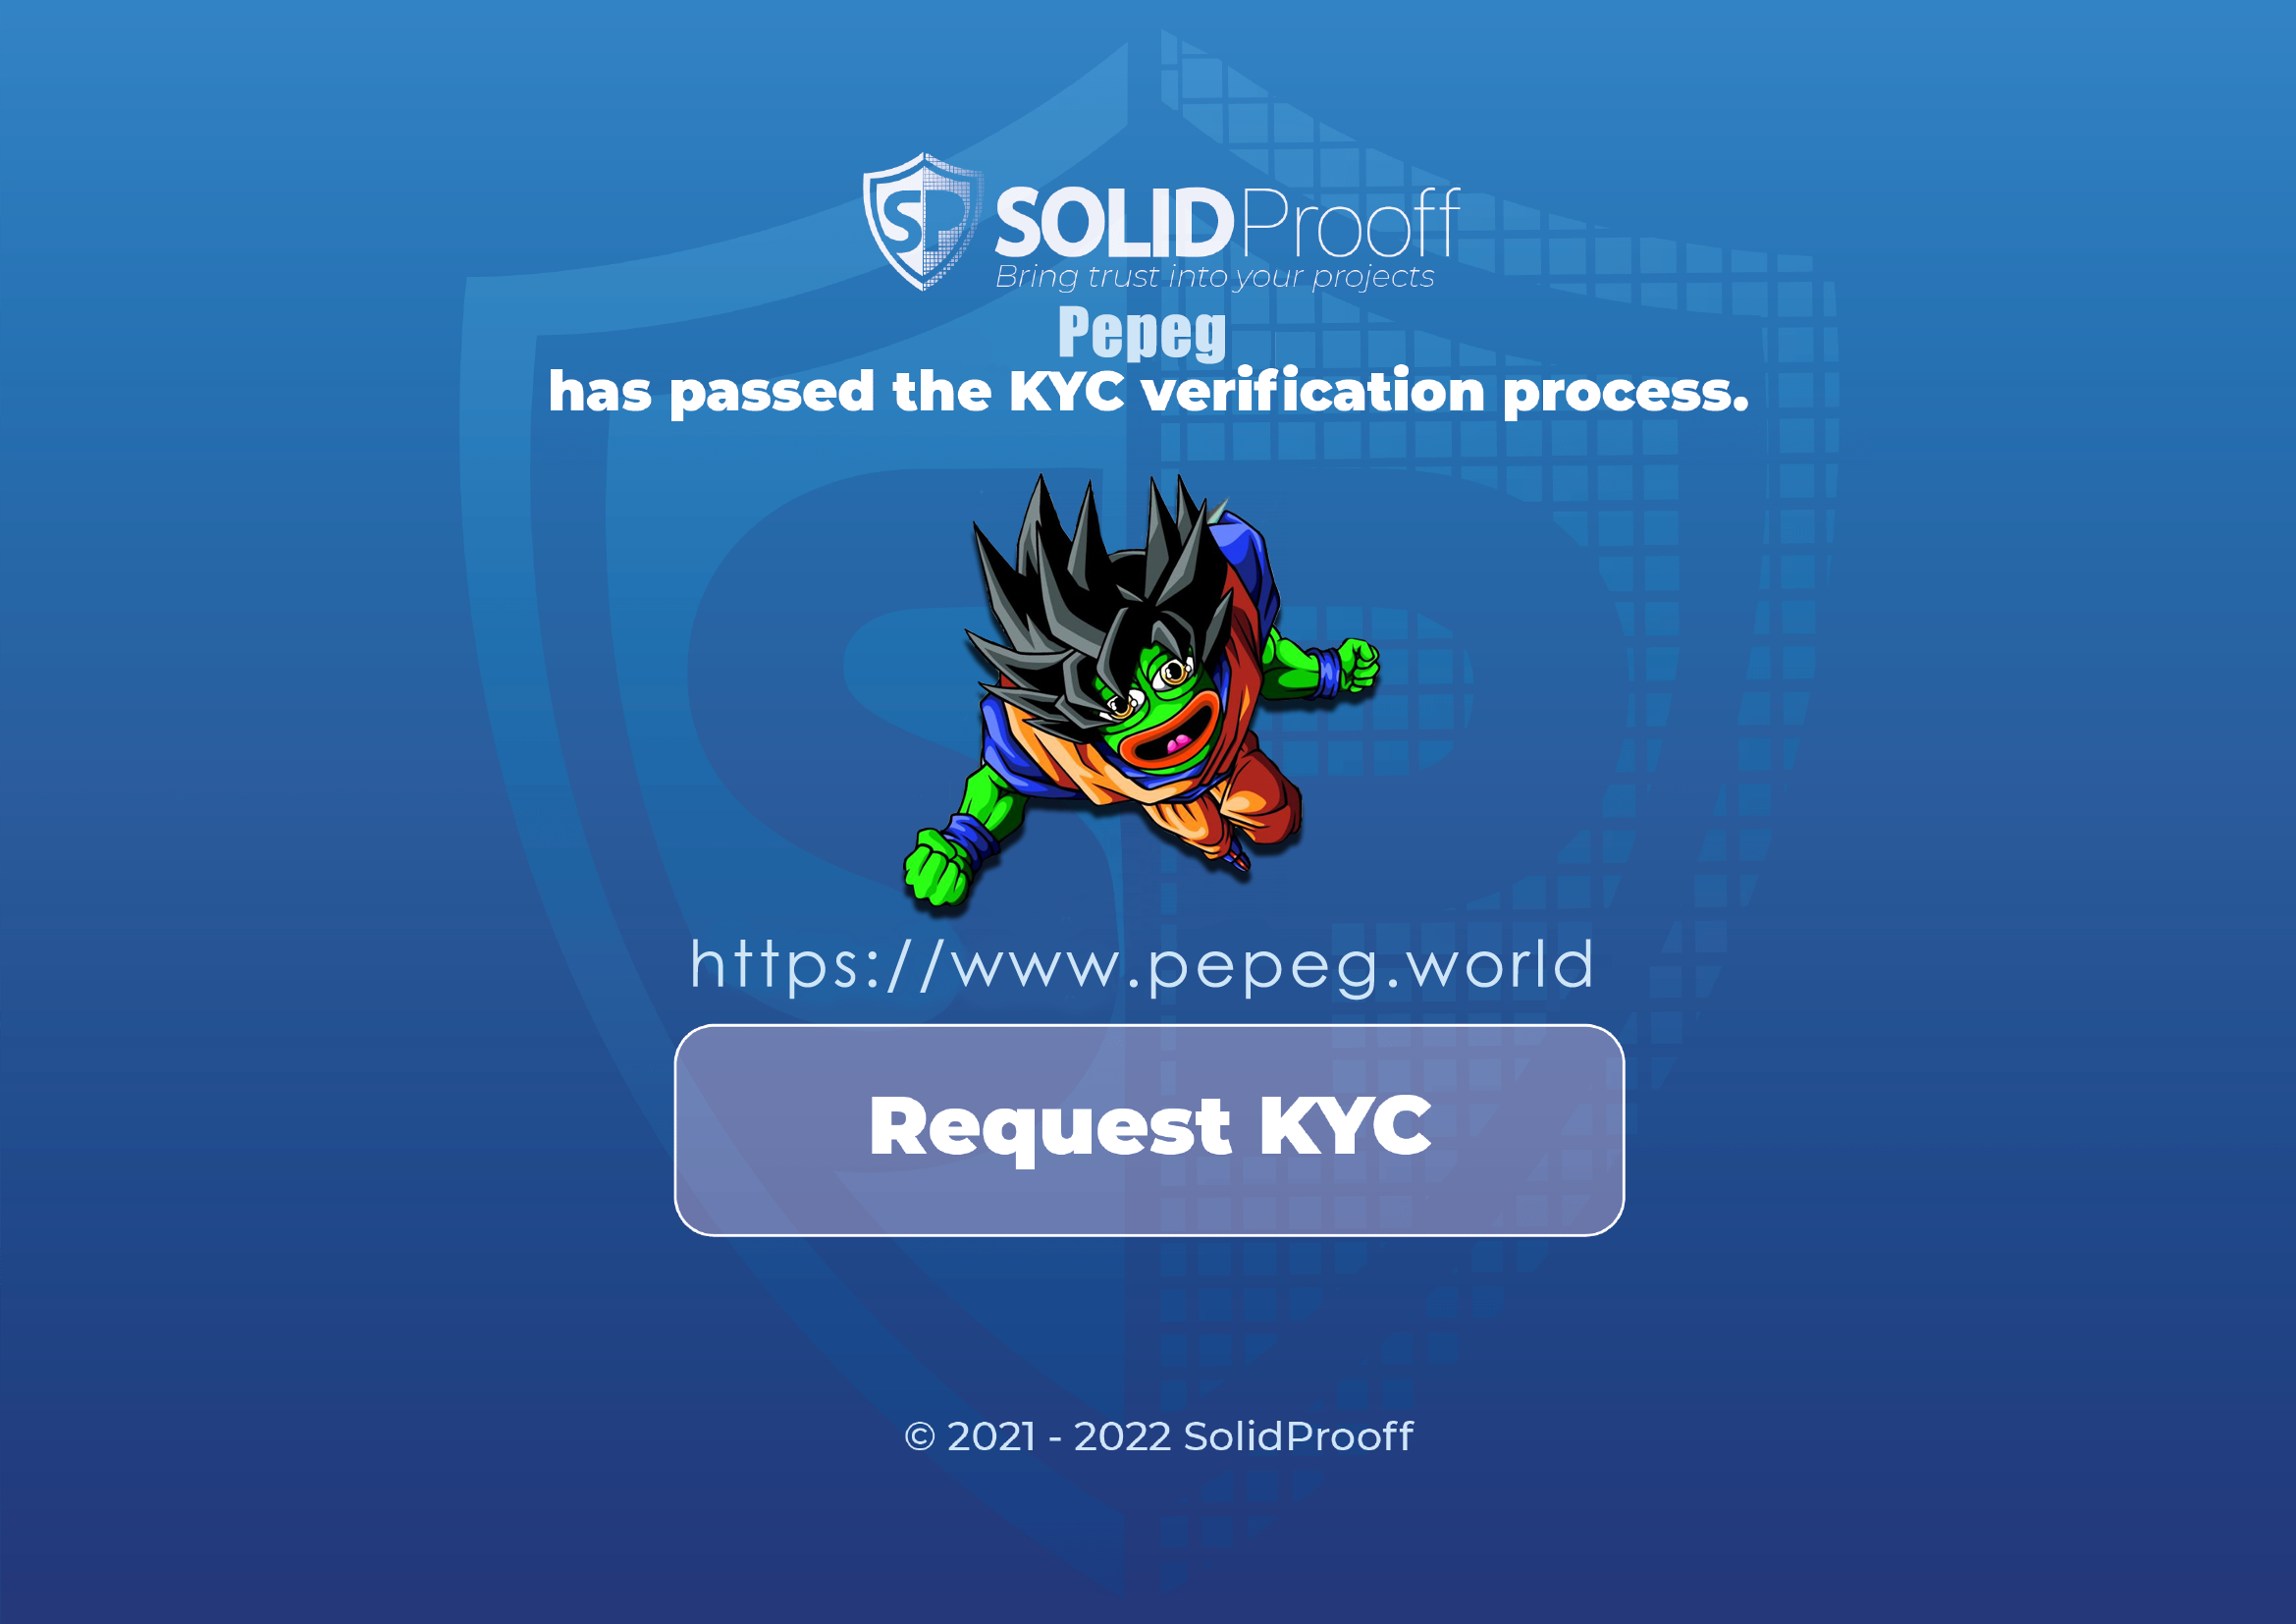 SP SOLIDProoff
Bring trust into your projects
Pepeg
has passed the KYC verification process.
https://www.pepeg.world
Request KYC
© 2021 - 2022 SolidProoff